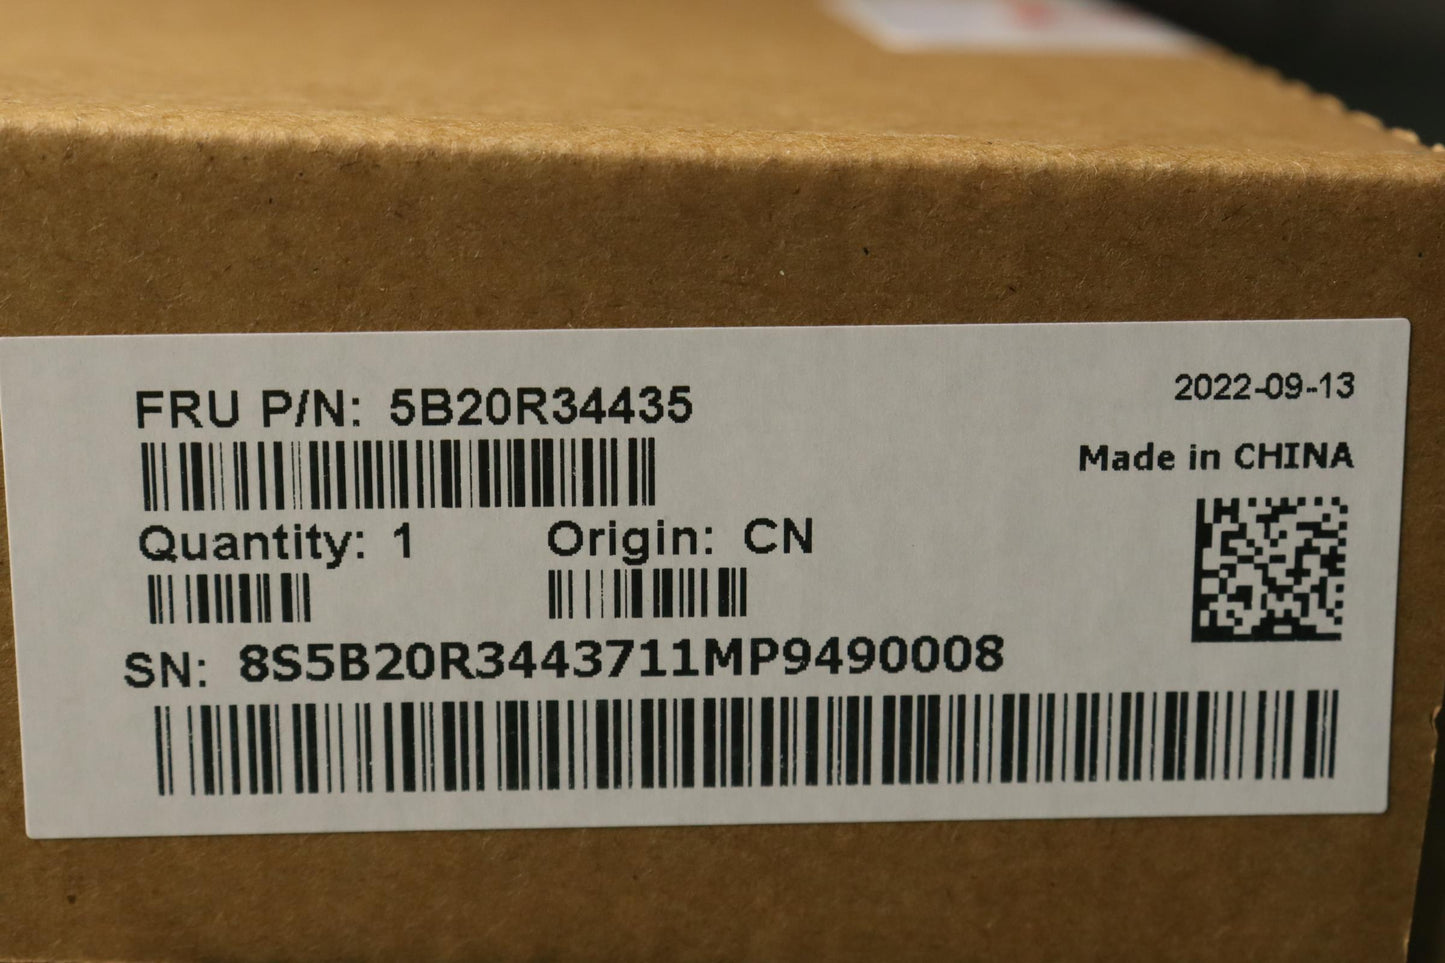 FRU P/N: 5B20R34435
2022-09-13
Made in CHINA
Quantity: 1
Origin: CN
SN: 8S5B20R3443711MP9490008